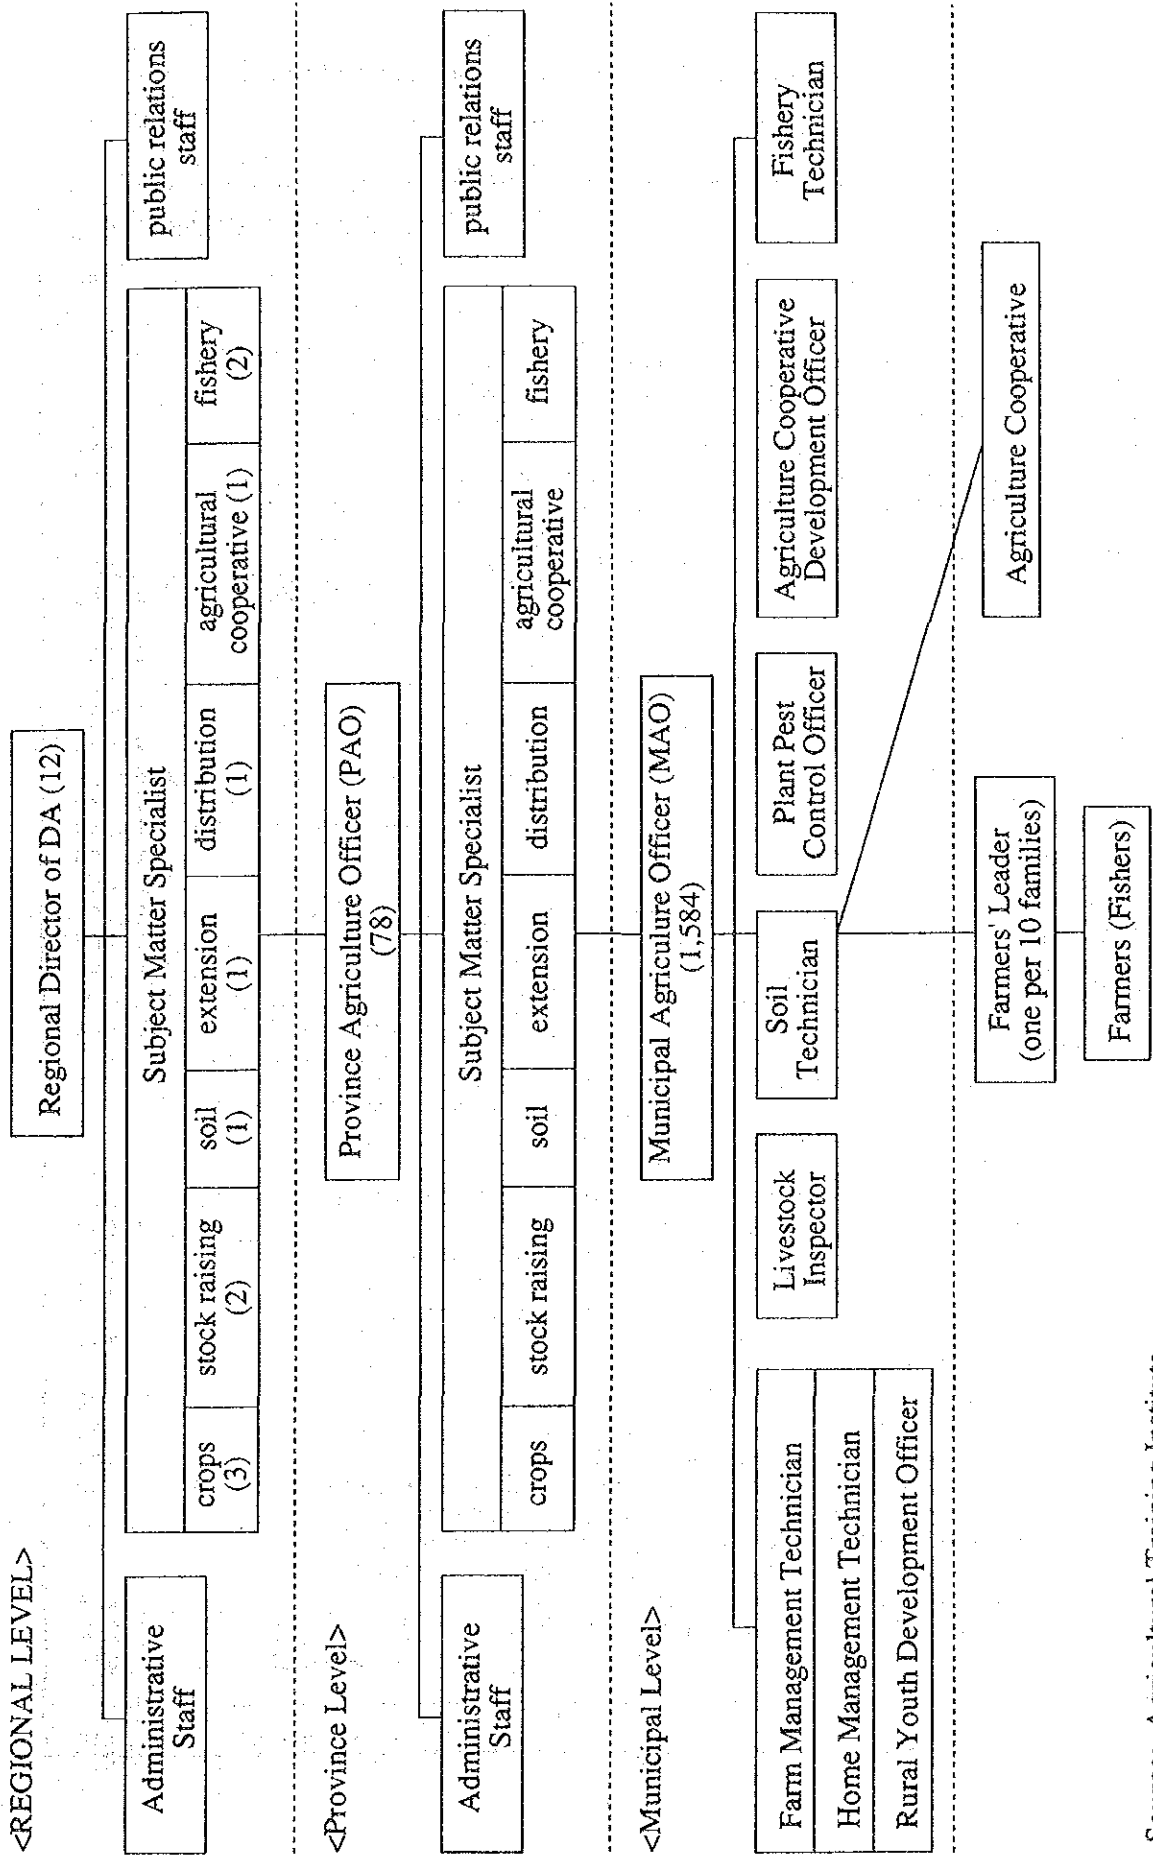 <REGIONAL LEVEL>
Regional Director of DA (12)
Administrative
Staff
Subject Matter Specialist
crops
(3)
stock raising
(2)
soil
(1)
extension
(1)
distribution
(1)
agricultural
cooperative (1)
fishery
(2)
public relations
staff
<Province Level>
Province Agriculture Officer (PAO)
(78)
Administrative
Staff
Subject Matter Specialist
crops
stock raising
soil
extension
distribution
agricultural
cooperative
fishery
public relations
staff
<Municipal Level>
Municipal Agriculure Officer (MAO)
(1,584)
Farm Management Technician
Home Management Technician
Rural Youth Development Officer
Livestock
Inspector
Soil
Technician
Plant Pest
Control Officer
Agriculture Cooperative
Development Officer
Fishery
Technician
Farmers' Leader
(one per 10 families)
Agriculture Cooperative
Farmers (Fishers)
Source: Agricultural Training Institute